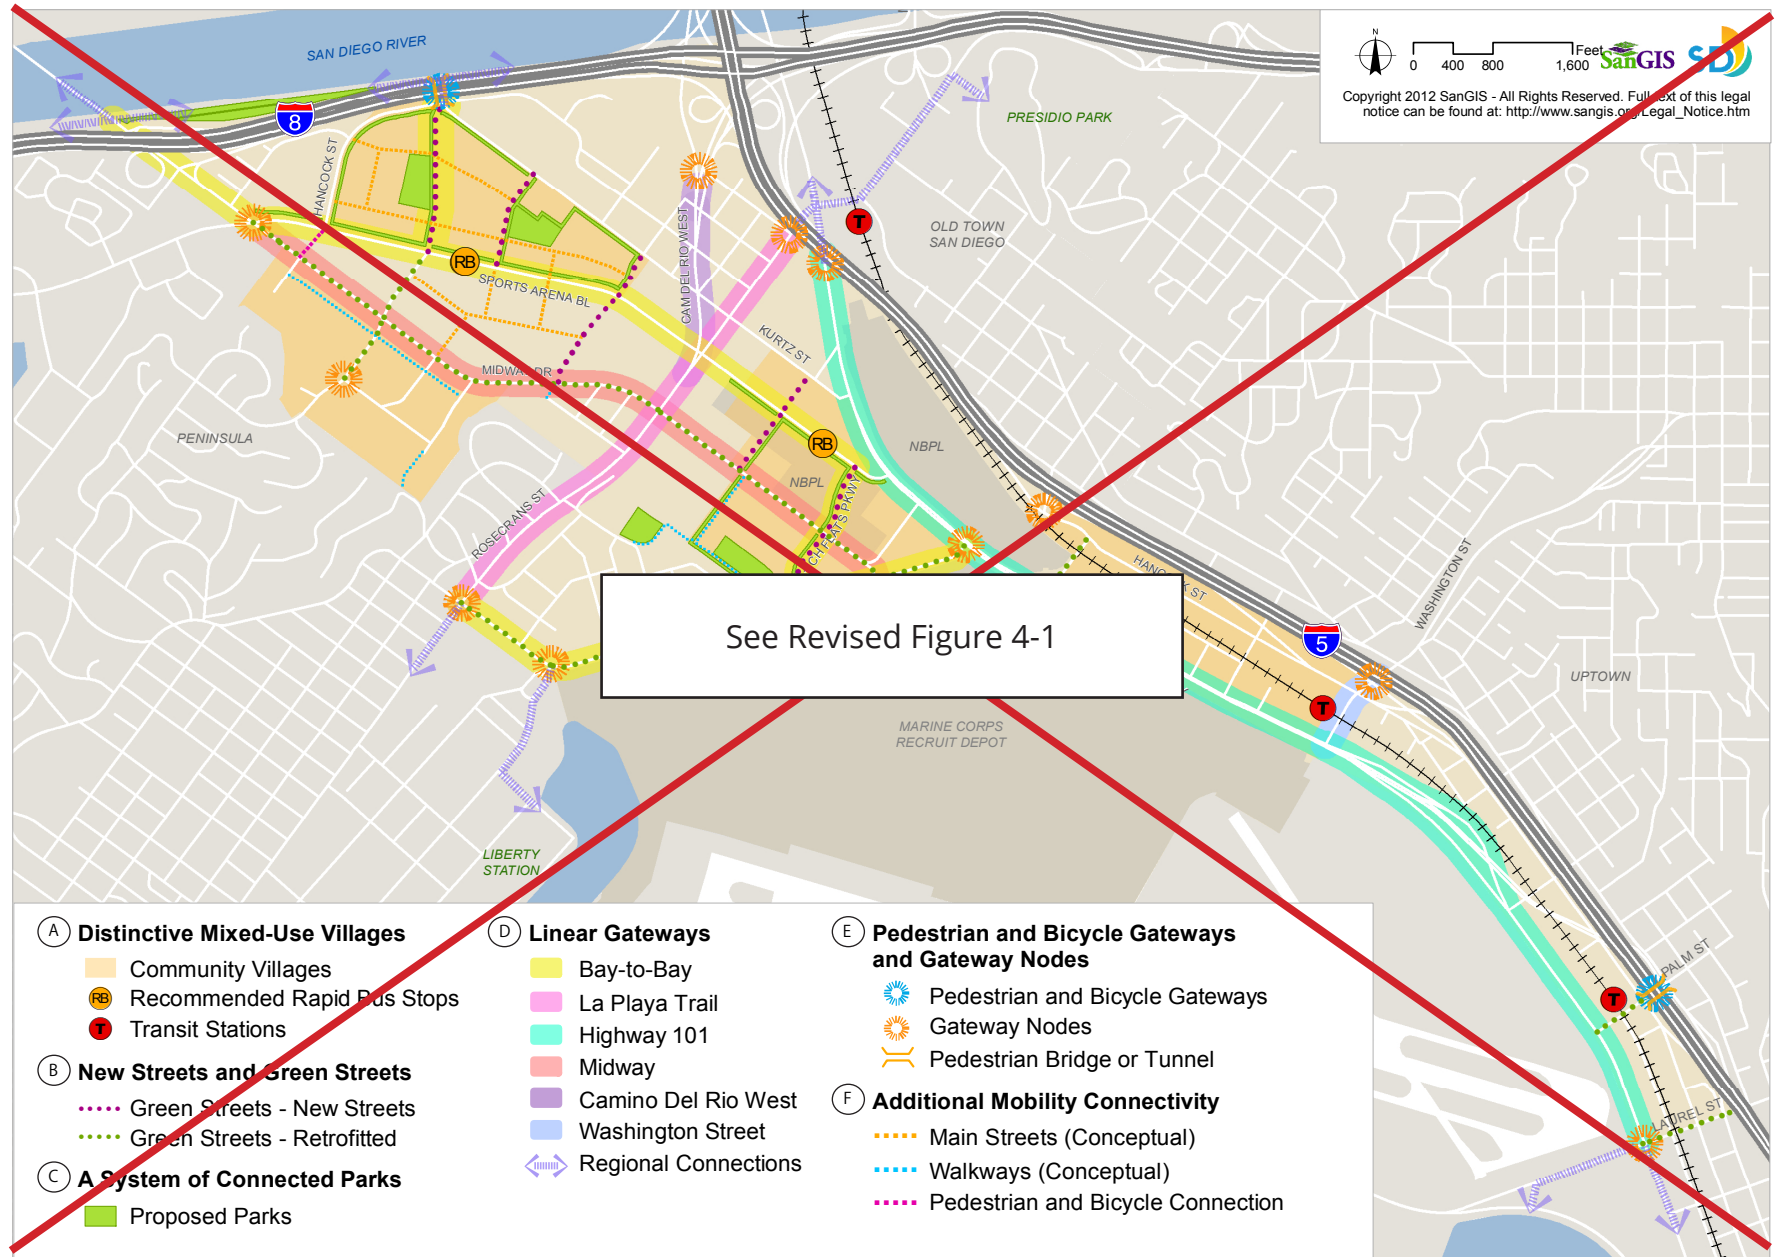 SAN DIEGO RIVER
8
HANCOCK ST
PRESIDIO PARK
N
Feet
0 400 800 1,600
SanGIS
SD
Copyright 2012 SanGIS - All Rights Reserved. Full text of this legal
notice can be found at: http://www.sangis.org/Legal_Notice.htm
T
OLD TOWN
SAN DIEGO
RB
SPORTS ARENA BL
CAM DEL RIO WEST
KURTZ ST
MIDWAY DR
PENINSULA
RB
NBPL
NBPL
ROSECRANS ST
CH FLATS PKWY
HANCOCK ST
WASHINGTON ST
See Revised Figure 4-1
5
UPTOWN
T
MARINE CORPS
RECRUIT DEPOT
LIBERTY
STATION
PALM ST
T
LAUREL ST
A Distinctive Mixed-Use Villages
Community Villages
RB Recommended Rapid Bus Stops
T Transit Stations
B New Streets and Green Streets
Green Streets - New Streets
Green Streets - Retrofitted
C A System of Connected Parks
Proposed Parks
D Linear Gateways
Bay-to-Bay
La Playa Trail
Highway 101
Midway
Camino Del Rio West
Washington Street
Regional Connections
E Pedestrian and Bicycle Gateways
and Gateway Nodes
Pedestrian and Bicycle Gateways
Gateway Nodes
Pedestrian Bridge or Tunnel
F Additional Mobility Connectivity
Main Streets (Conceptual)
Walkways (Conceptual)
Pedestrian and Bicycle Connection